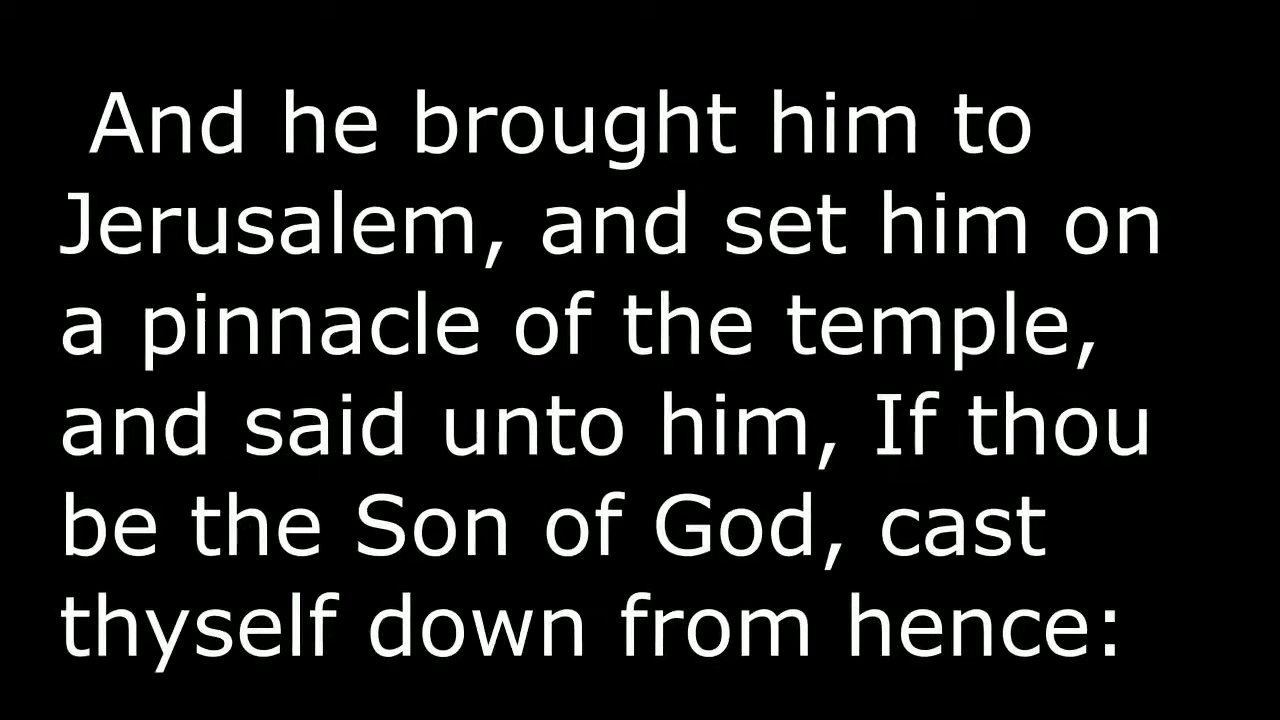 And he brought him to
Jerusalem, and set him on
a pinnacle of the temple,
and said unto him, If thou
be the Son of God, cast
thyself down from hence: